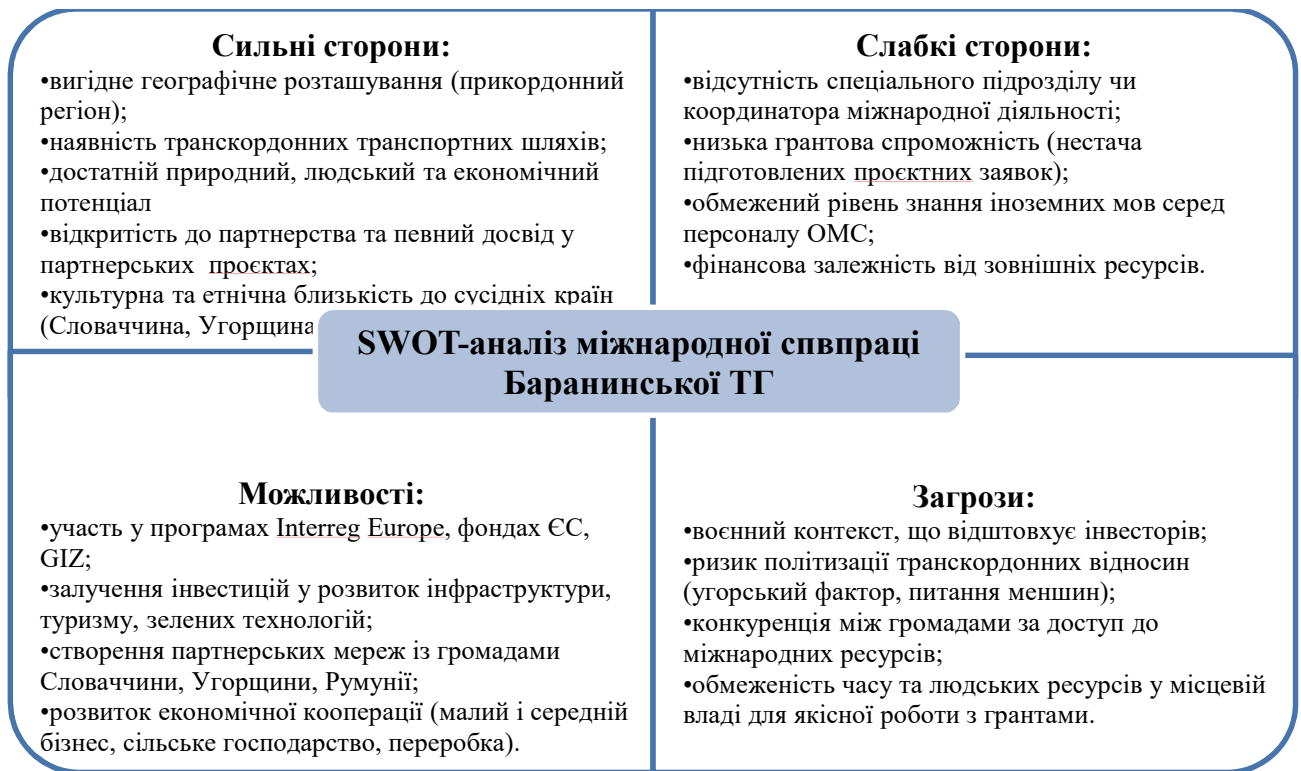 Сильні сторони:
•вигідне географічне розташування (прикордонний
регіон);
•наявність транскордонних транспортних шляхів;
•достатній природний, людський та економічний
потенціал
•відкритість до партнерства та певний досвід у
партнерських проєктах;
•культурна та етнічна близькість до сусідніх країн
(Словаччина, Угорщина
Слабкі сторони:
•відсутність спеціального підрозділу чи
координатора міжнародної діяльності;
•низька грантова спроможність (нестача
підготовлених проєктних заявок);
•обмежений рівень знання іноземних мов серед
персоналу ОМС;
•фінансова залежність від зовнішніх ресурсів.
SWOT-аналіз міжнародної спвпраці
Баранинської ТГ
Можливості:
•участь у програмах Interreg Europe, фондах ЄС,
GIZ;
•залучення інвестицій у розвиток інфраструктури,
туризму, зелених технологій;
•створення партнерських мереж із громадами
Словаччини, Угорщини, Румунії;
•розвиток економічної кооперації (малий і середній
бізнес, сільське господарство, переробка).
Загрози:
•воєнний контекст, що відштовхує інвесторів;
•ризик політизації транскордонних відносин
(угорський фактор, питання меншин);
•конкуренція між громадами за доступ до
міжнародних ресурсів;
•обмеженість часу та людських ресурсів у місцевій
владі для якісної роботи з грантами.